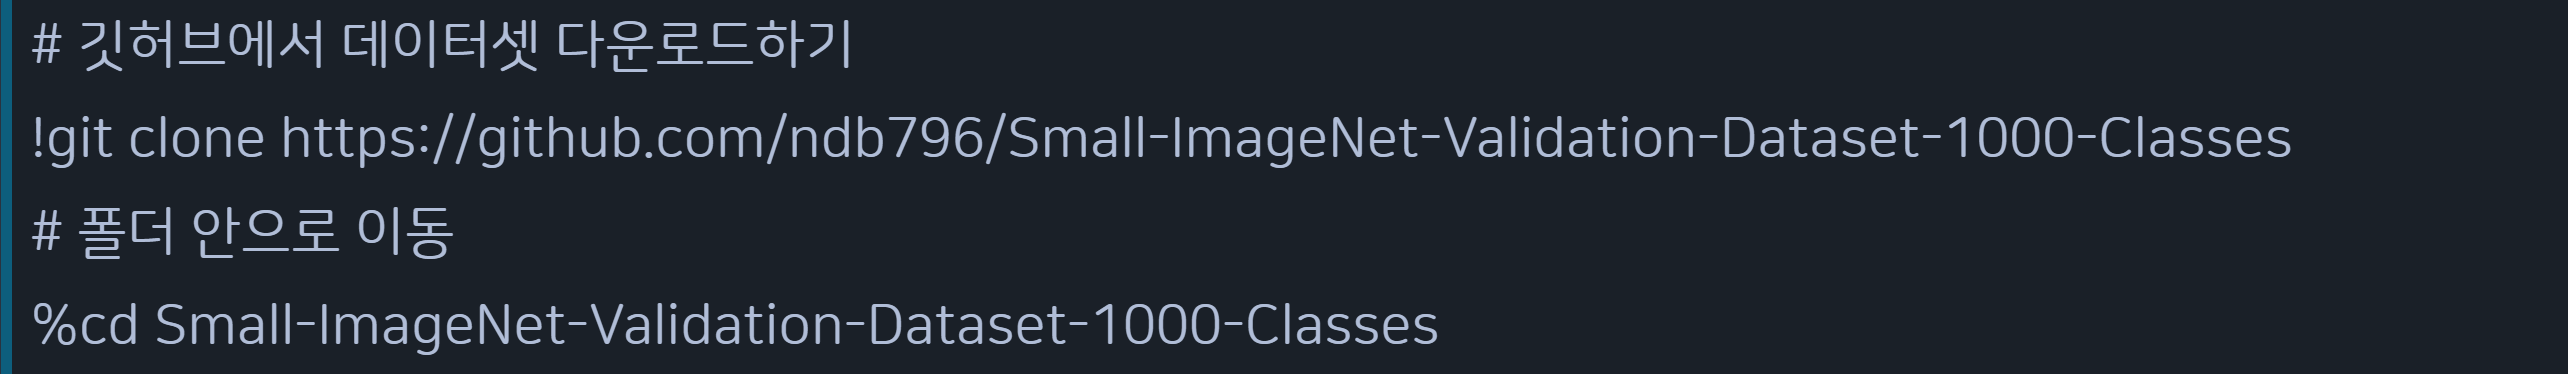 # 깃허브에서 데이터셋 다운로드하기
!git clone https://github.com/ndb796/Small-ImageNet-Validation-Dataset-1000-Classes
# 폴더 안으로 이동
%cd Small-ImageNet-Validation-Dataset-1000-Classes